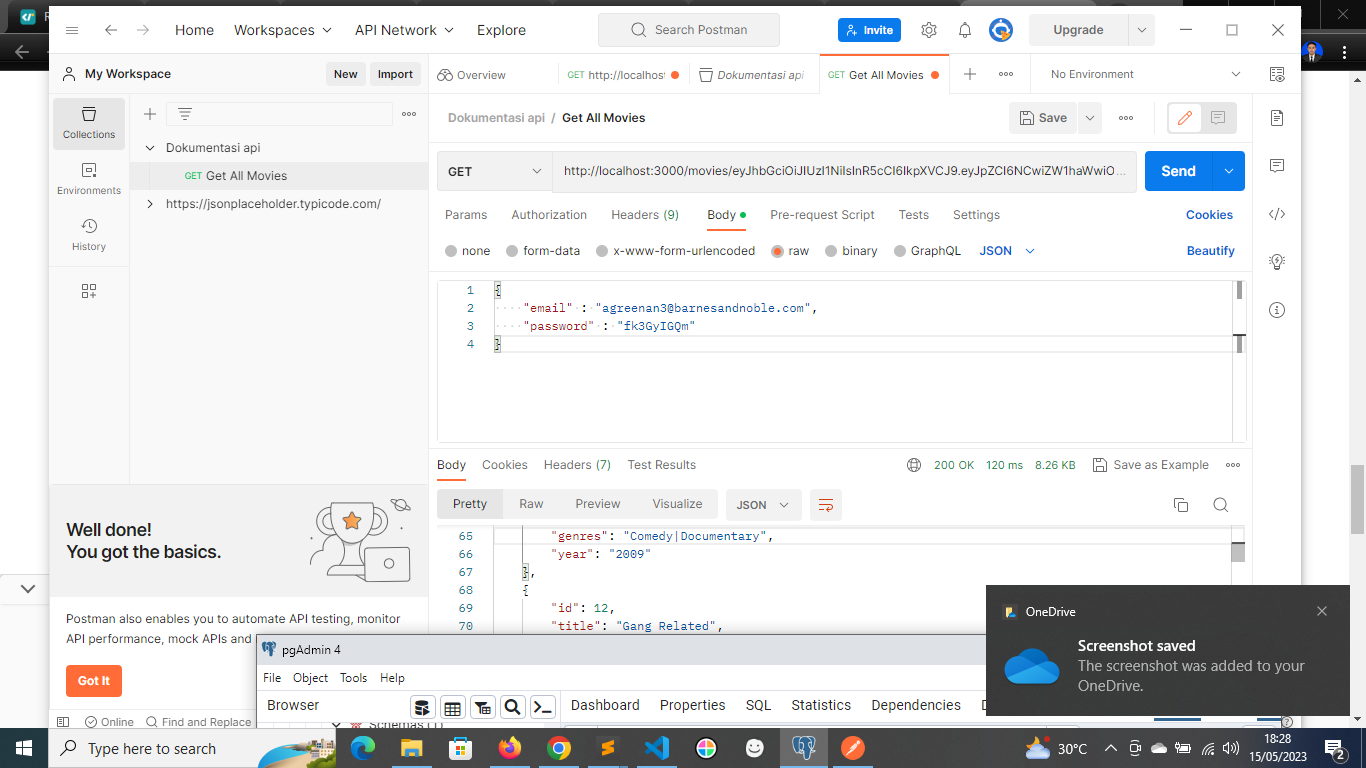 Home
Workspaces
API Network
Explore
Search Postman
Invite
Upgrade
My Workspace
New
Import
Overview
GET http://localhost
Dokumentasi api
GET Get All Movies
No Environment
Collections
Environments
History
Dokumentasi api
GET Get All Movies
https://jsonplaceholder.typicode.com/
Dokumentasi api / Get All Movies
Save
GET
http://localhost:3000/movies/eyJhbGciOiJIUzI1NiIsInR5cCI6IkpXVCJ9.eyJpZCI6NCwiZW1haWwiO...
Send
Params
Authorization
Headers (9)
Body
Pre-request Script
Tests
Settings
Cookies
none
form-data
x-www-form-urlencoded
raw
binary
GraphQL
JSON
Beautify
1 {
2 "email" : "agreenan3@barnesandnoble.com",
3 "password" : "fk3GyIGQm"
4 }
Body
Cookies
Headers (7)
Test Results
200 OK
120 ms
8.26 KB
Save as Example
Pretty
Raw
Preview
Visualize
JSON
65 "genres": "Comedy|Documentary",
66 "year": "2009"
67 },
68 {
69 "id": 12,
70 "title": "Gang Related",
Well done!
You got the basics.
Postman also enables you to automate API testing, monitor
API performance, mock APIs and
Got It
Online
Find and Replace
pgAdmin 4
File
Object
Tools
Help
Browser
Dashboard
Properties
SQL
Statistics
Dependencies
Schemas (1)
OneDrive
Screenshot saved
The screenshot was added to your
OneDrive.
Type here to search
30°C
18:28
15/05/2023
2